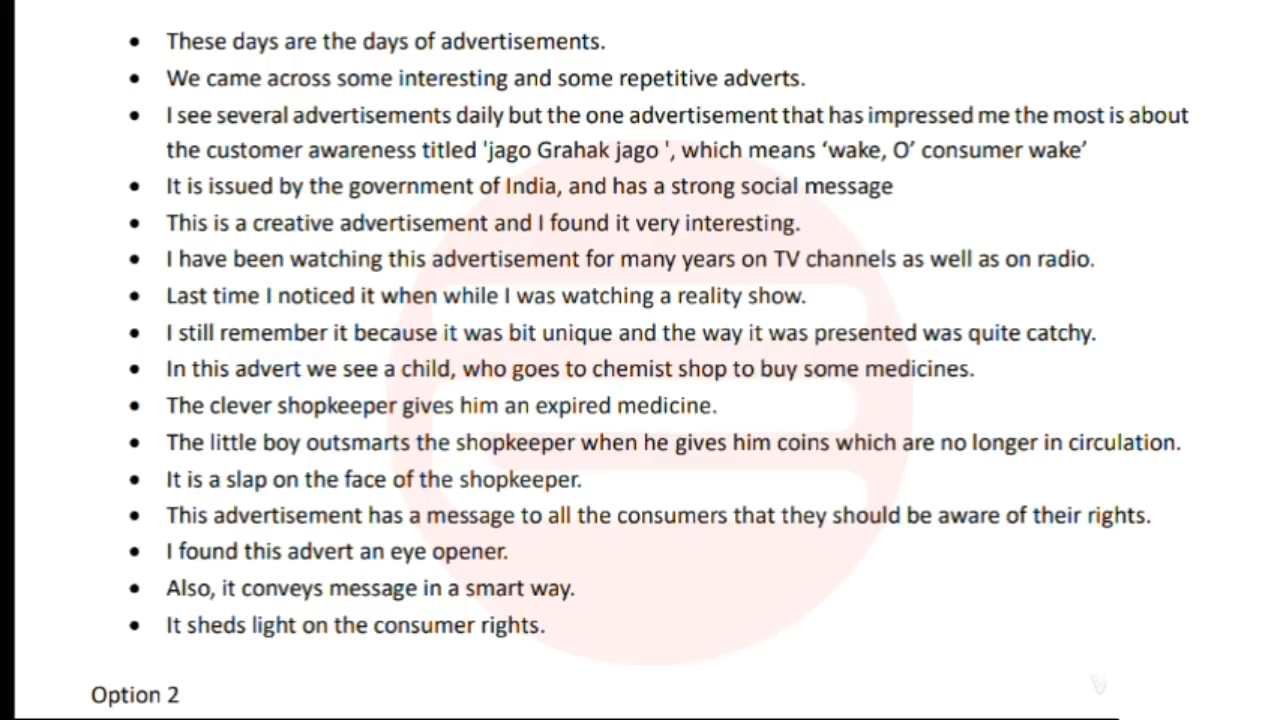 • These days are the days of advertisements.
• We came across some interesting and some repetitive adverts.
• I see several advertisements daily but the one advertisement that has impressed me the most is about
the customer awareness titled 'jago Grahak jago ', which means ‘wake, O’ consumer wake’
• It is issued by the government of India, and has a strong social message
• This is a creative advertisement and I found it very interesting.
• I have been watching this advertisement for many years on TV channels as well as on radio.
• Last time I noticed it when while I was watching a reality show.
• I still remember it because it was bit unique and the way it was presented was quite catchy.
• In this advert we see a child, who goes to chemist shop to buy some medicines.
• The clever shopkeeper gives him an expired medicine.
• The little boy outsmarts the shopkeeper when he gives him coins which are no longer in circulation.
• It is a slap on the face of the shopkeeper.
• This advertisement has a message to all the consumers that they should be aware of their rights.
• I found this advert an eye opener.
• Also, it conveys message in a smart way.
• It sheds light on the consumer rights.
Option 2